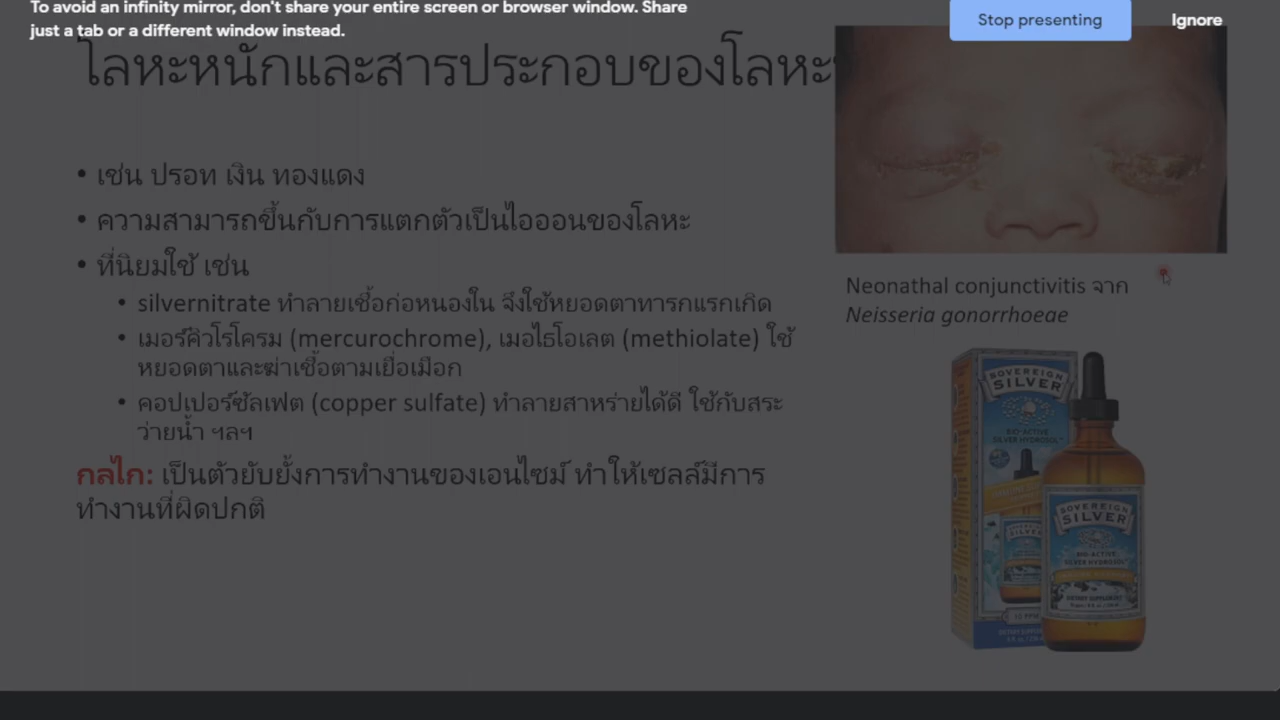 To avoid an infinity mirror, don't share your entire screen or browser window. Share
just a tab or a different window instead.
Stop presenting
Ignore
โลหะหนักและสารประกอบของโลหะ
• เช่น ปรอท เงิน ทองแดง
• ความสามารถขึ้นกับการแตกตัวเป็นไอออนของโลหะ
• ที่นิยมใช้ เช่น
• silvernitrate ทำลายเชื้อก่อหนองใน จึงใช้หยอดตาทารกแรกเกิด
• เมอร์คิวโรโครม (mercurochrome), เมอไธโอเลต (methiolate) ใช้
หยอดตาและฆ่าเชื้อตามเยื่อเมือก
• คอปเปอร์ซัลเฟต (copper sulfate) ทำลายสาหร่ายได้ดี ใช้กับสระ
ว่ายน้ำ ฯลฯ
กลไก: เป็นตัวยับยั้งการทำงานของเอนไซม์ ทำให้เซลล์มีการ
ทำงานที่ผิดปกติ
Neonathal conjunctivitis จาก
Neisseria gonorrhoeae
SOVEREIGN
SILVER
BIO-ACTIVE
SILVER HYDROSOL
SOVEREIGN
SILVER
BIO-ACTIVE
SILVER HYDROSOL